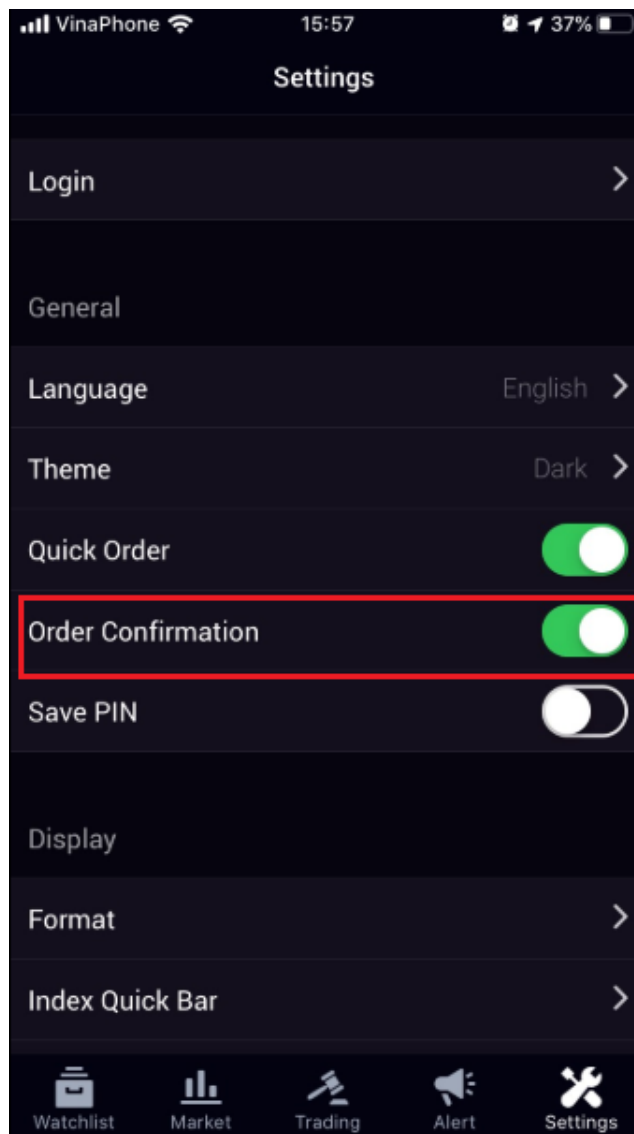 VinaPhone 15:57 37%
Settings
Login
General
Language English
Theme Dark
Quick Order
Order Confirmation
Save PIN
Display
Format
Index Quick Bar
Watchlist Market Trading Alert Settings